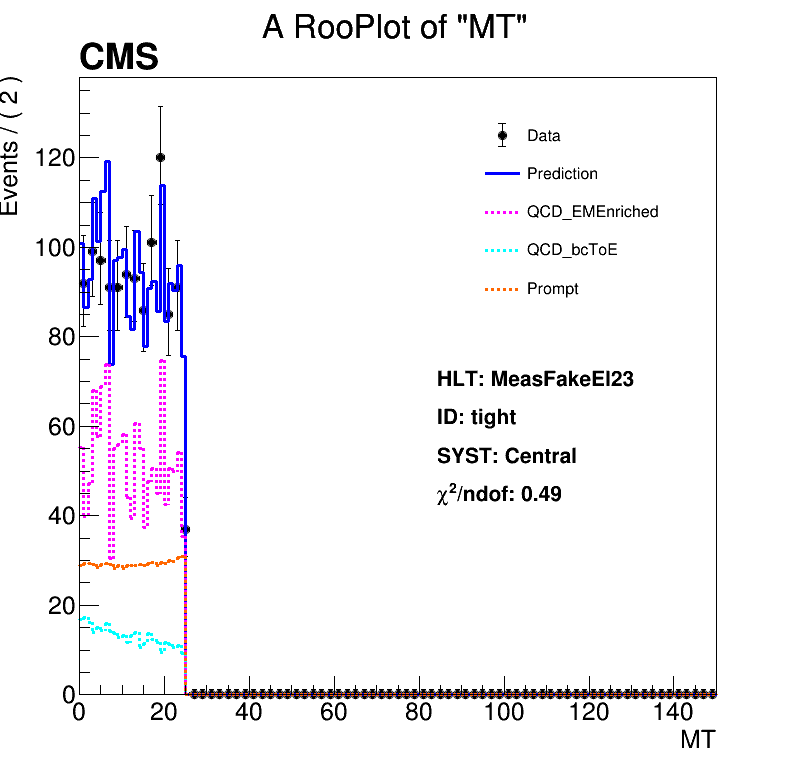 A RooPlot of "MT"
CMS
Events / ( 2 )
120
100
80
60
40
20
0
Data
Prediction
QCD_EMEnriched
QCD_bcToE
Prompt
HLT: MeasFakeEl23
ID: tight
SYST: Central
χ²/ndof: 0.49
0 20 40 60 80 100 120 140
MT